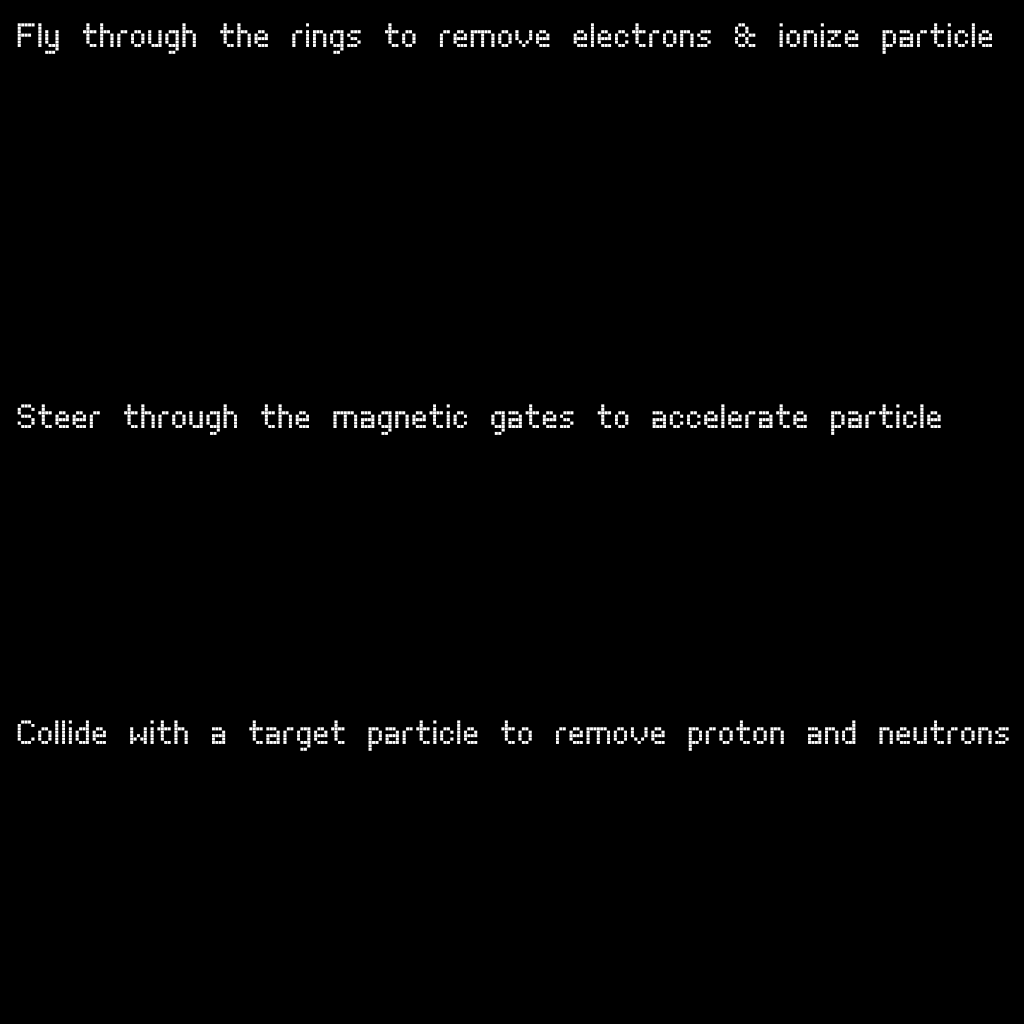 Fly through the rings to remove electrons & ionize particle
Steer through the magnetic gates to accelerate particle
Collide with a target particle to remove proton and neutrons